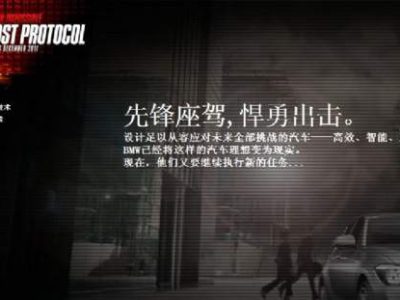 OST PROTOCOL
DECEMBER 2011
术
先锋座驾,悍勇出击。
设计足以从容应对未来全部挑战的汽车——高效、智能、
BMW已经将这样的汽车理想变为现实。
现在，他们又要继续执行新的任务...